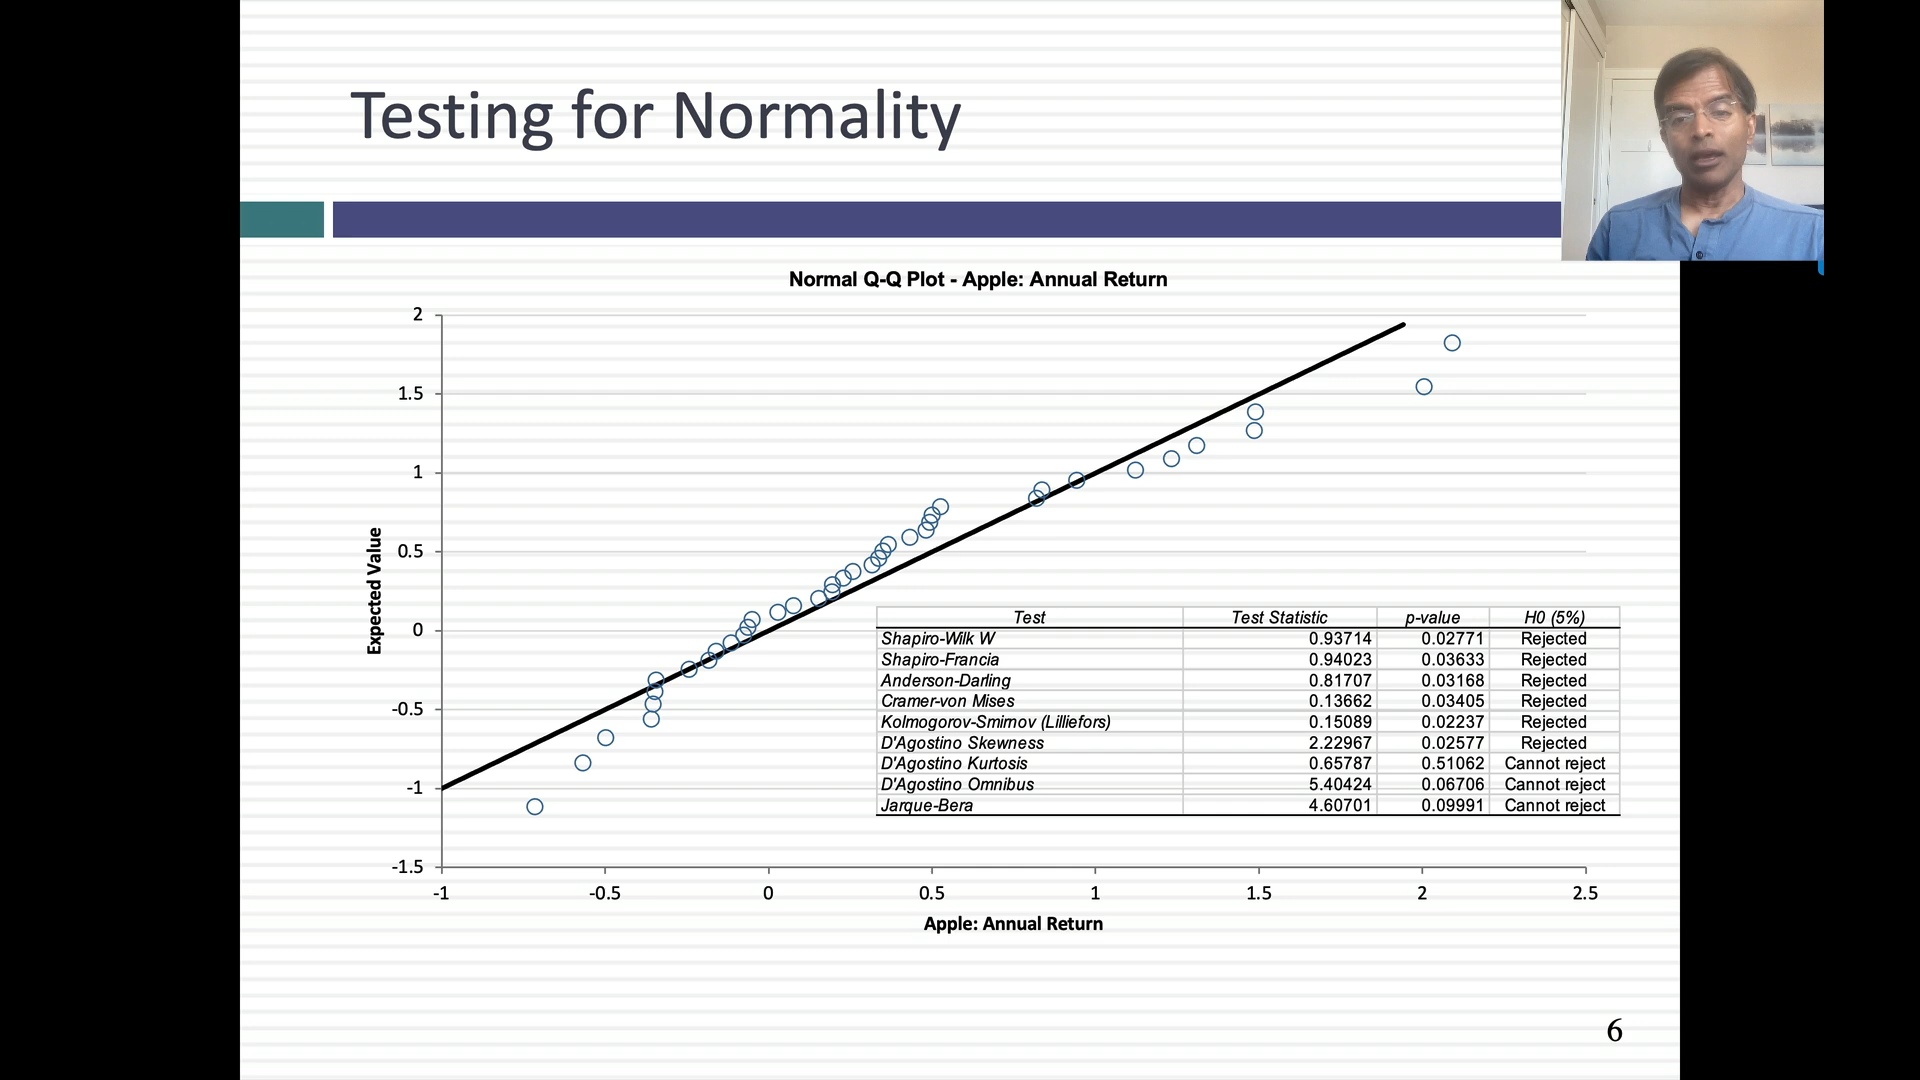 Testing for Normality
Normal Q-Q Plot - Apple: Annual Return
2
1.5
1
0.5
0
-0.5
-1
-1.5
Expected Value
-1 -0.5 0 0.5 1 1.5 2 2.5
Apple: Annual Return
Test Test Statistic p-value H0 (5%)
Shapiro-Wilk W 0.93714 0.02771 Rejected
Shapiro-Francia 0.94023 0.03633 Rejected
Anderson-Darling 0.81707 0.03168 Rejected
Cramer-von Mises 0.13662 0.03405 Rejected
Kolmogorov-Smirnov (Lilliefors) 0.15089 0.02237 Rejected
D'Agostino Skewness 2.22967 0.02577 Rejected
D'Agostino Kurtosis 0.65787 0.51062 Cannot reject
D'Agostino Omnibus 5.40424 0.06706 Cannot reject
Jarque-Bera 4.60701 0.09991 Cannot reject
6